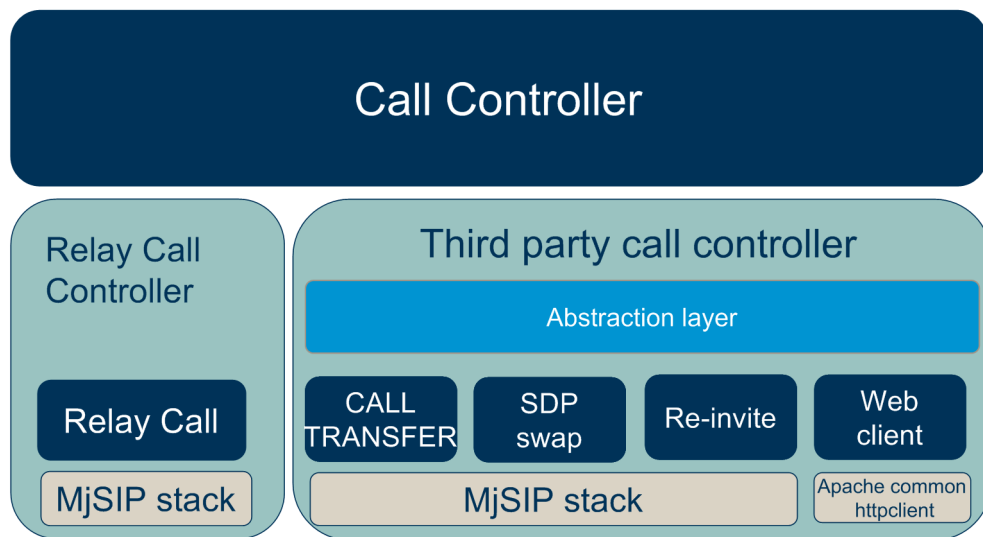 Call Controller
Relay Call
Controller
Third party call controller
Abstraction layer
Relay Call
CALL
TRANSFER
SDP
swap
Re-invite
Web
client
MjSIP stack
MjSIP stack
Apache common
httpclient